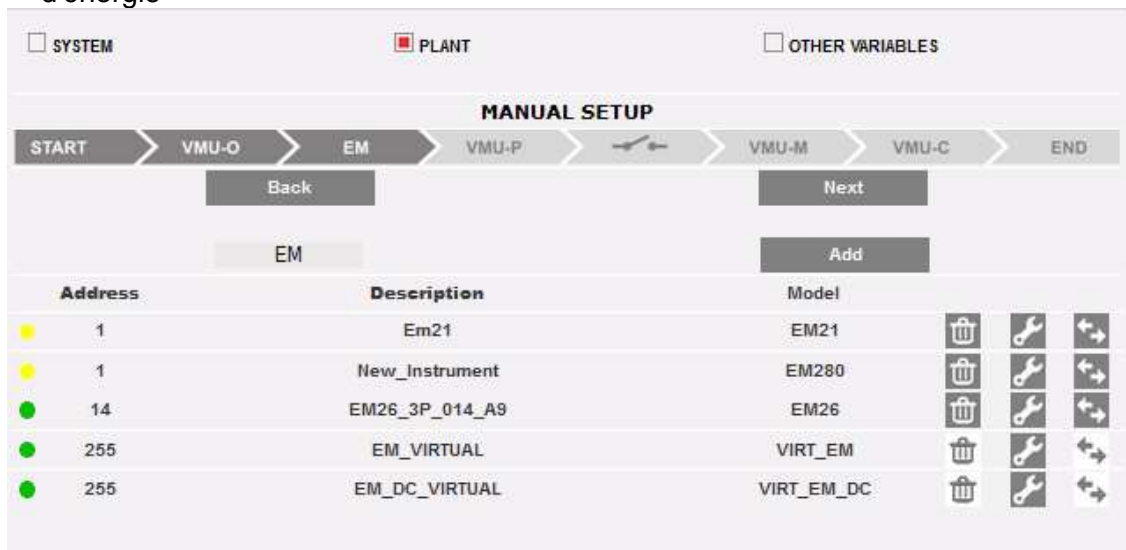 d'énergie
SYSTEM PLANT OTHER VARIABLES
MANUAL SETUP
START VMU-O EM VMU-P VMU-M VMU-C END
Back Next
EM Add
Address Description Model
1 Em21 EM21
1 New_Instrument EM280
14 EM26_3P_014_A9 EM26
255 EM_VIRTUAL VIRT_EM
255 EM_DC_VIRTUAL VIRT_EM_DC